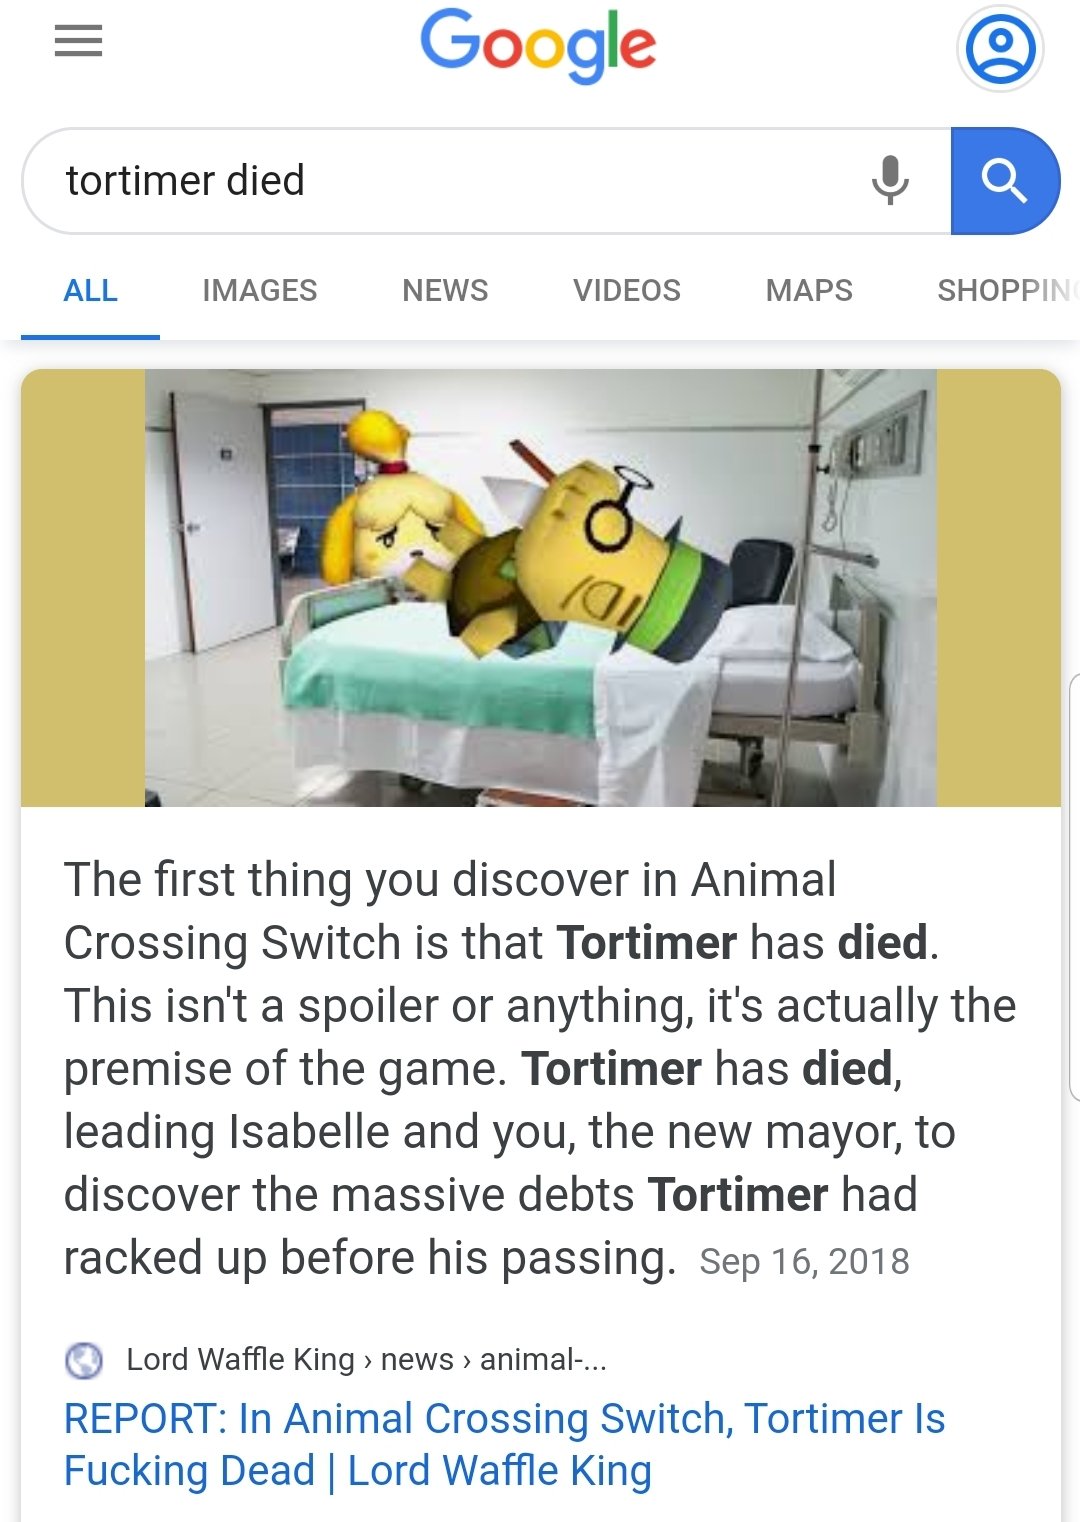 Google
tortimer died
ALL IMAGES NEWS VIDEOS MAPS SHOPPING
The first thing you discover in Animal
Crossing Switch is that Tortimer has died.
This isn't a spoiler or anything, it's actually the
premise of the game. Tortimer has died,
leading Isabelle and you, the new mayor, to
discover the massive debts Tortimer had
racked up before his passing. Sep 16, 2018
Lord Waffle King › news › animal-...
REPORT: In Animal Crossing Switch, Tortimer Is
Fucking Dead | Lord Waffle King